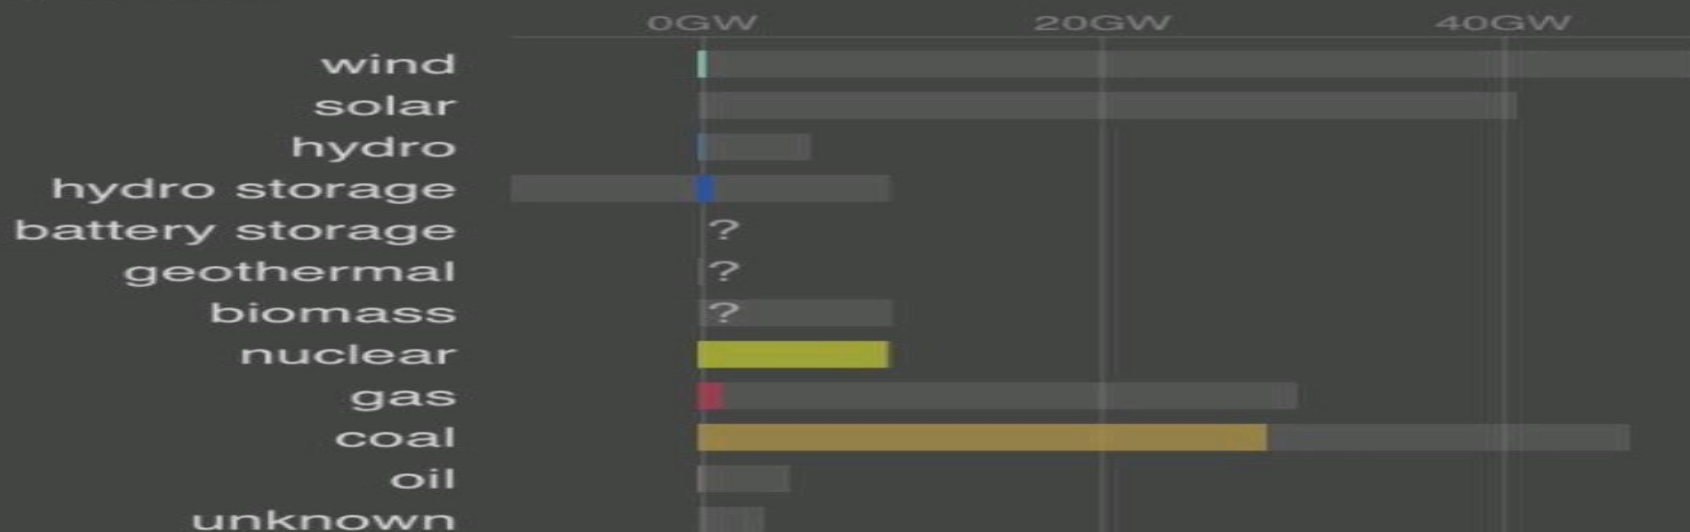 0GW 20GW 40GW
wind
solar
hydro
hydro storage
battery storage ?
geothermal ?
biomass ?
nuclear
gas
coal
oil
unknown